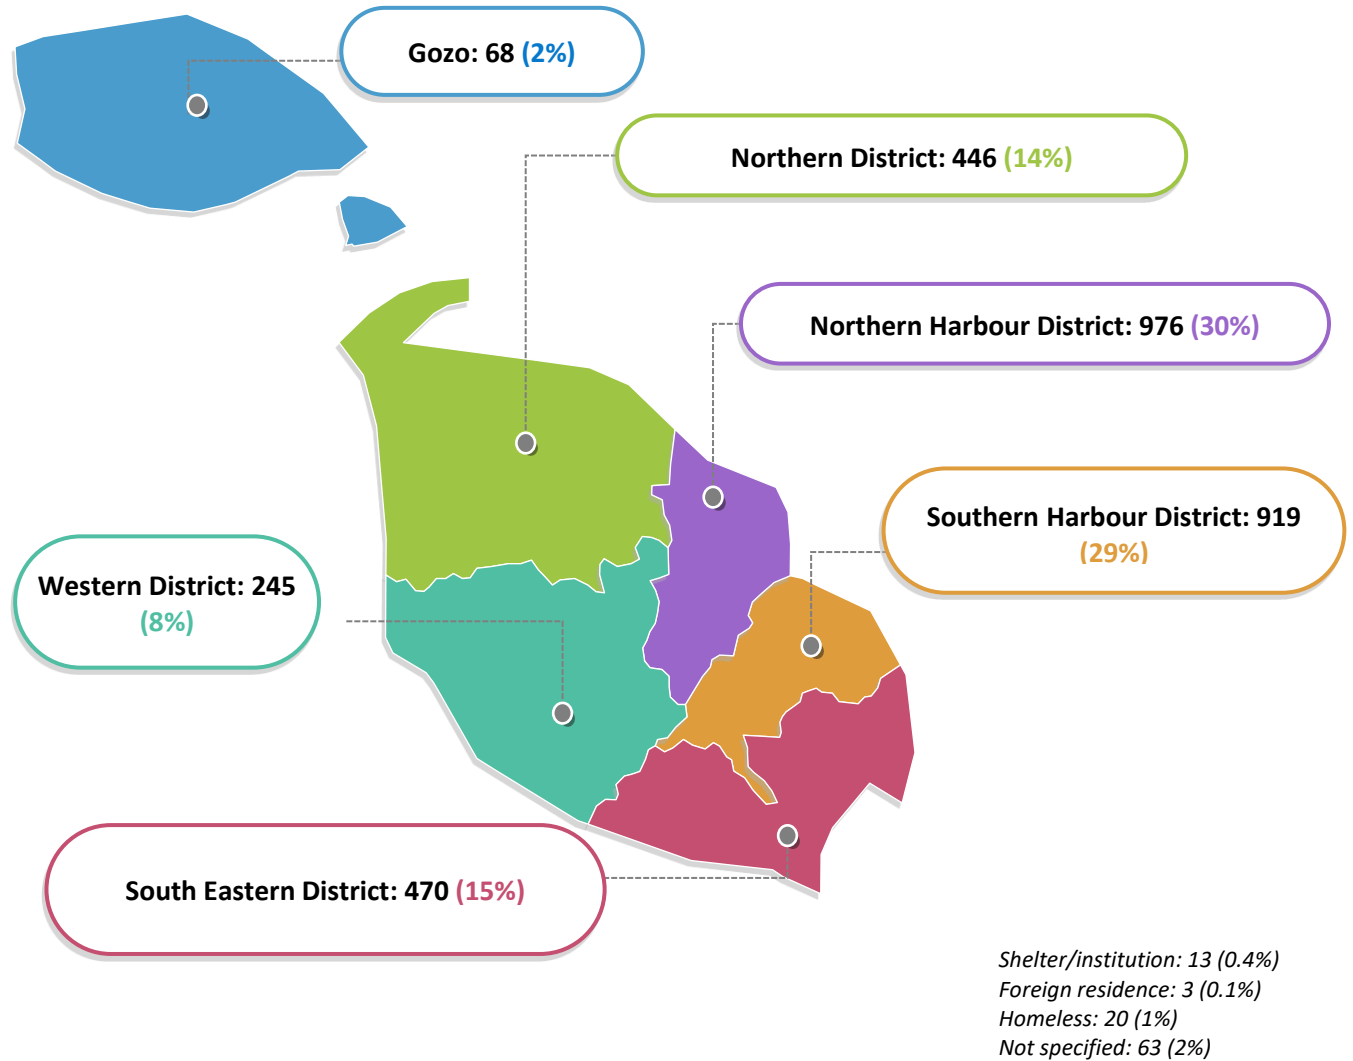 Gozo: 68 (2%)
Northern District: 446 (14%)
Northern Harbour District: 976 (30%)
Southern Harbour District: 919
(29%)
Western District: 245
(8%)
South Eastern District: 470 (15%)
Shelter/institution: 13 (0.4%)
Foreign residence: 3 (0.1%)
Homeless: 20 (1%)
Not specified: 63 (2%)